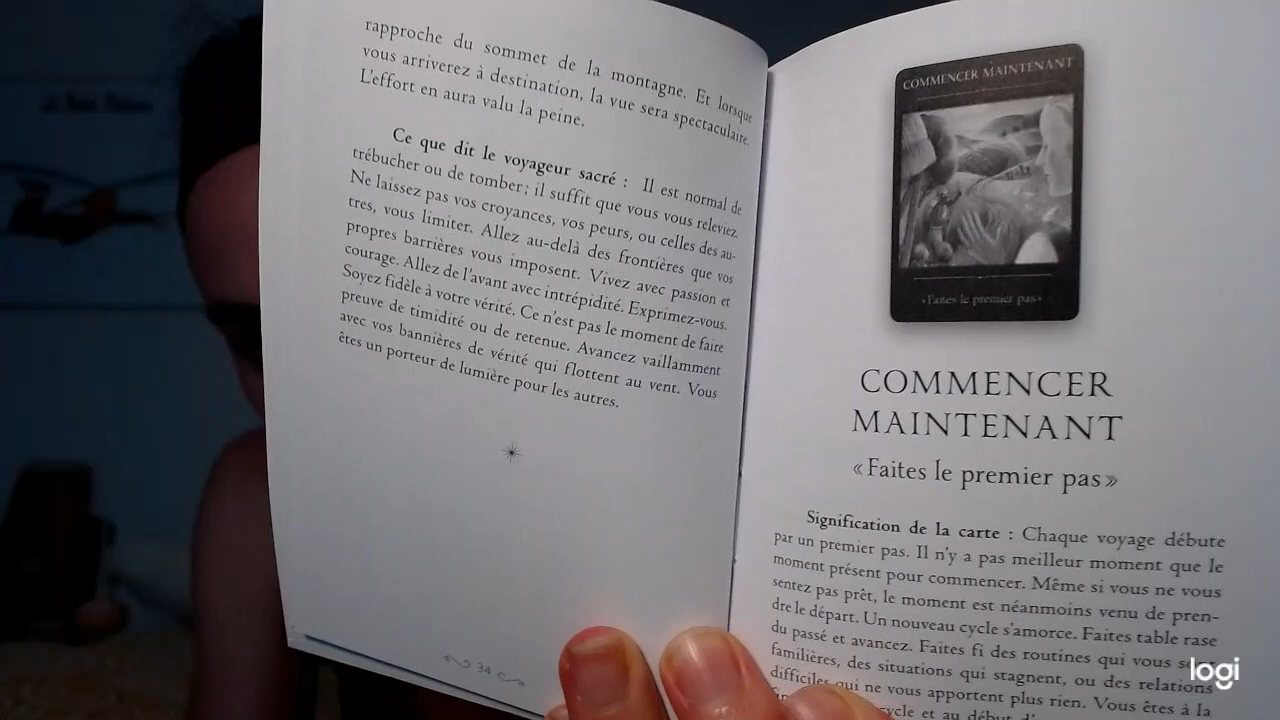 rapproche du sommet de la montagne. Et lorsque
vous arriverez à destination, la vue sera spectaculaire.
L'effort en aura valu la peine.
Ce que dit le voyageur sacré : Il est normal de
trébucher ou de tomber ; il suffit que vous vous releviez.
Ne laissez pas vos croyances, vos peurs, ou celles des au-
tres, vous limiter. Allez au-delà des frontières que vos
propres barrières vous imposent. Vivez avec passion et
courage. Allez de l'avant avec intrépidité. Exprimez-vous.
Soyez fidèle à votre vérité. Ce n'est pas le moment de faire
preuve de timidité ou de retenue. Avancez vaillamment
avec vos bannières de vérité qui flottent au vent. Vous
êtes un porteur de lumière pour les autres.
34
COMMENCER MAINTENANT
•Faites le premier pas•
COMMENCER
MAINTENANT
«Faites le premier pas»
Signification de la carte : Chaque voyage débute
par un premier pas. Il n'y a pas meilleur moment que le
moment présent pour commencer. Même si vous ne vous
sentez pas prêt, le moment est néanmoins venu de pren-
dre le départ. Un nouveau cycle s'amorce. Faites table rase
du passé et avancez. Faites fi des routines qui vous
familières, des situations qui stagnent, ou des relations
difficiles qui ne vous apportent plus rien. Vous êtes à la
cycle et au début
logi